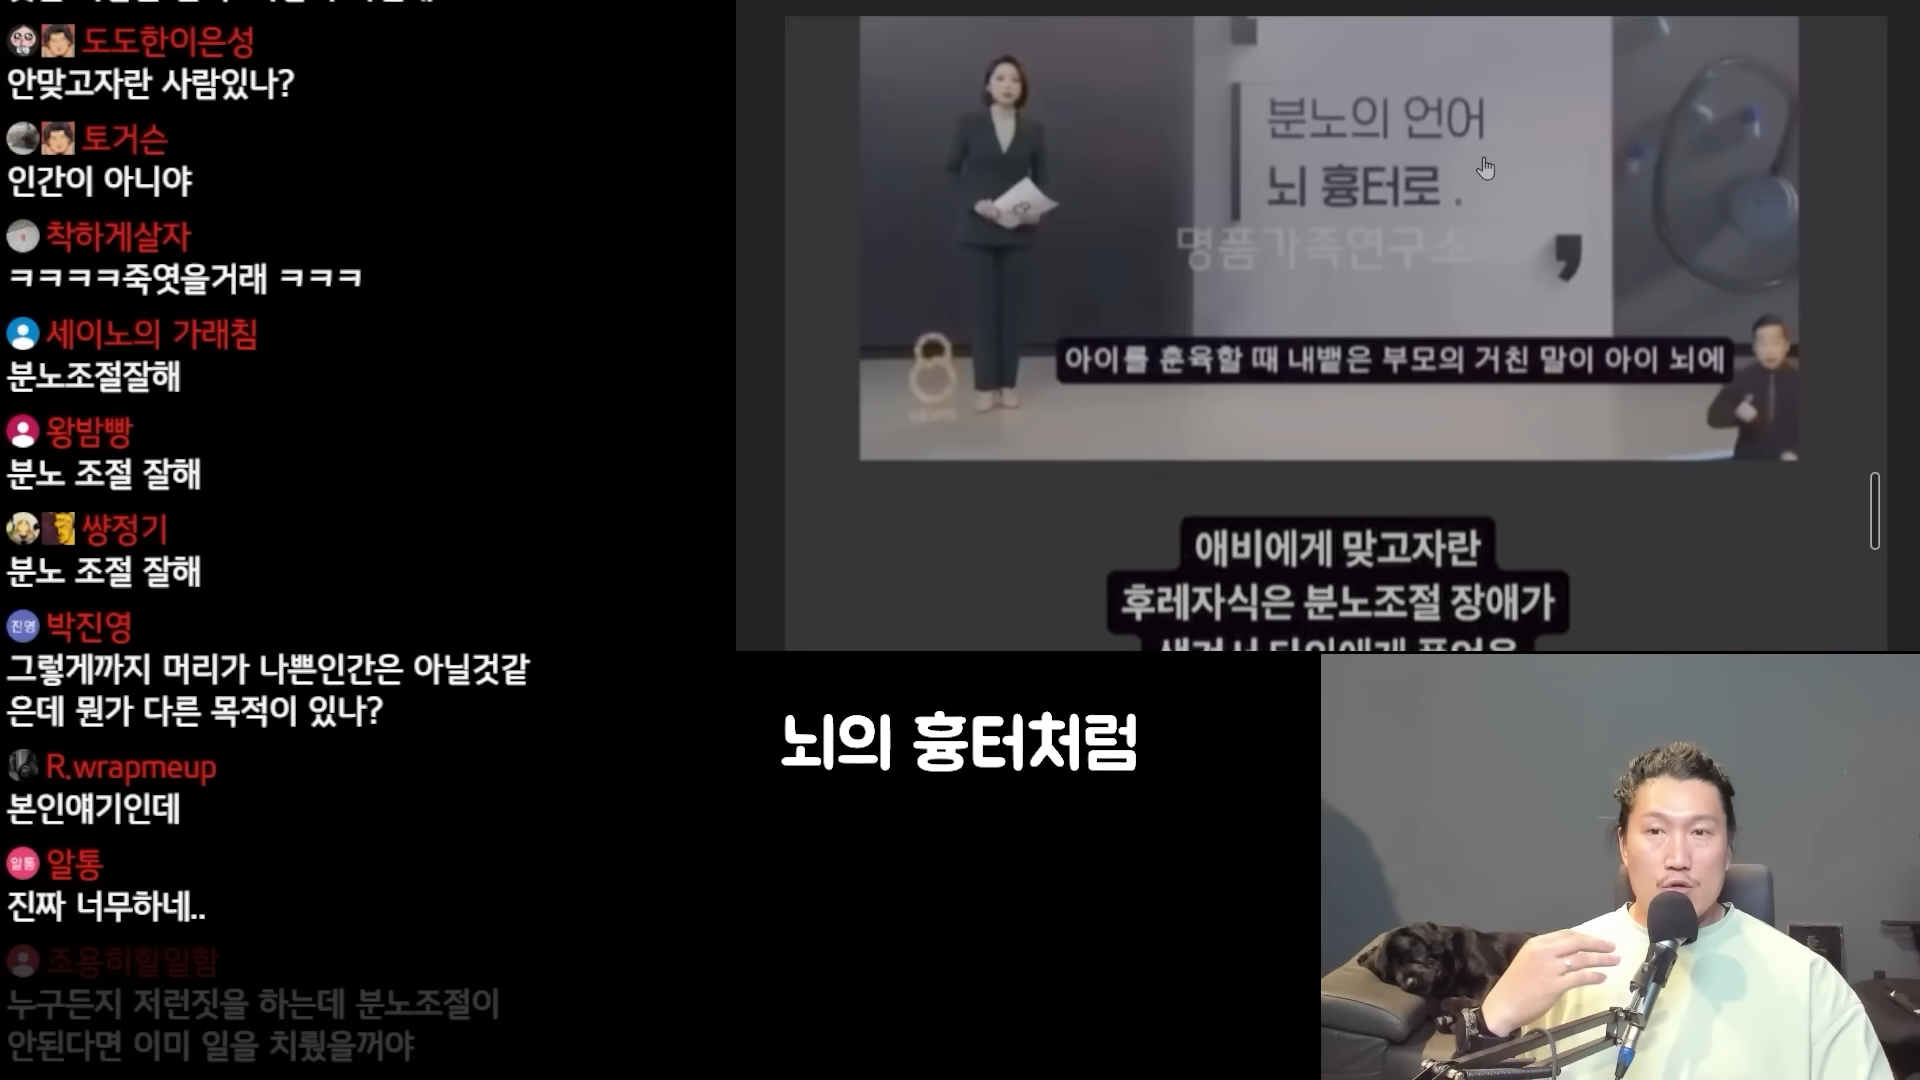 도도한이은성
안맞고자란 사람있나?
토거슨
인간이 아니야
착하게살자
ㅋㅋㅋㅋ죽엿을거래 ㅋㅋㅋ
세이노의 가래침
분노조절잘해
왕밤빵
분노 조절 잘해
썅정기
분노 조절 잘해
진영 박진영
그렇게까지 머리가 나쁜인간은 아닐것같
은데 뭔가 다른 목적이 있나?
R.wrapmeup
본인얘기인데
알통 알통
진짜 너무하네..
조용히할일함
누구든지 저런짓을 하는데 분노조절이
안된다면 이미 일을 치뤘을꺼야
분노의 언어
뇌 흉터로 .
명품가족연구소
아이를 훈육할 때 내뱉은 부모의 거친 말이 아이 뇌에
애비에게 맞고자란
후레자식은 분노조절 장애가
뇌의 흉터처럼